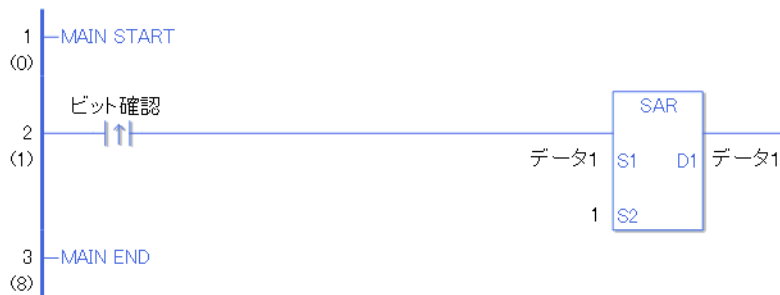 1 MAIN START
(0)
ビット確認
2
(1)
SAR
データ1 S1 D1 データ1
1 S2
3 MAIN END
(8)